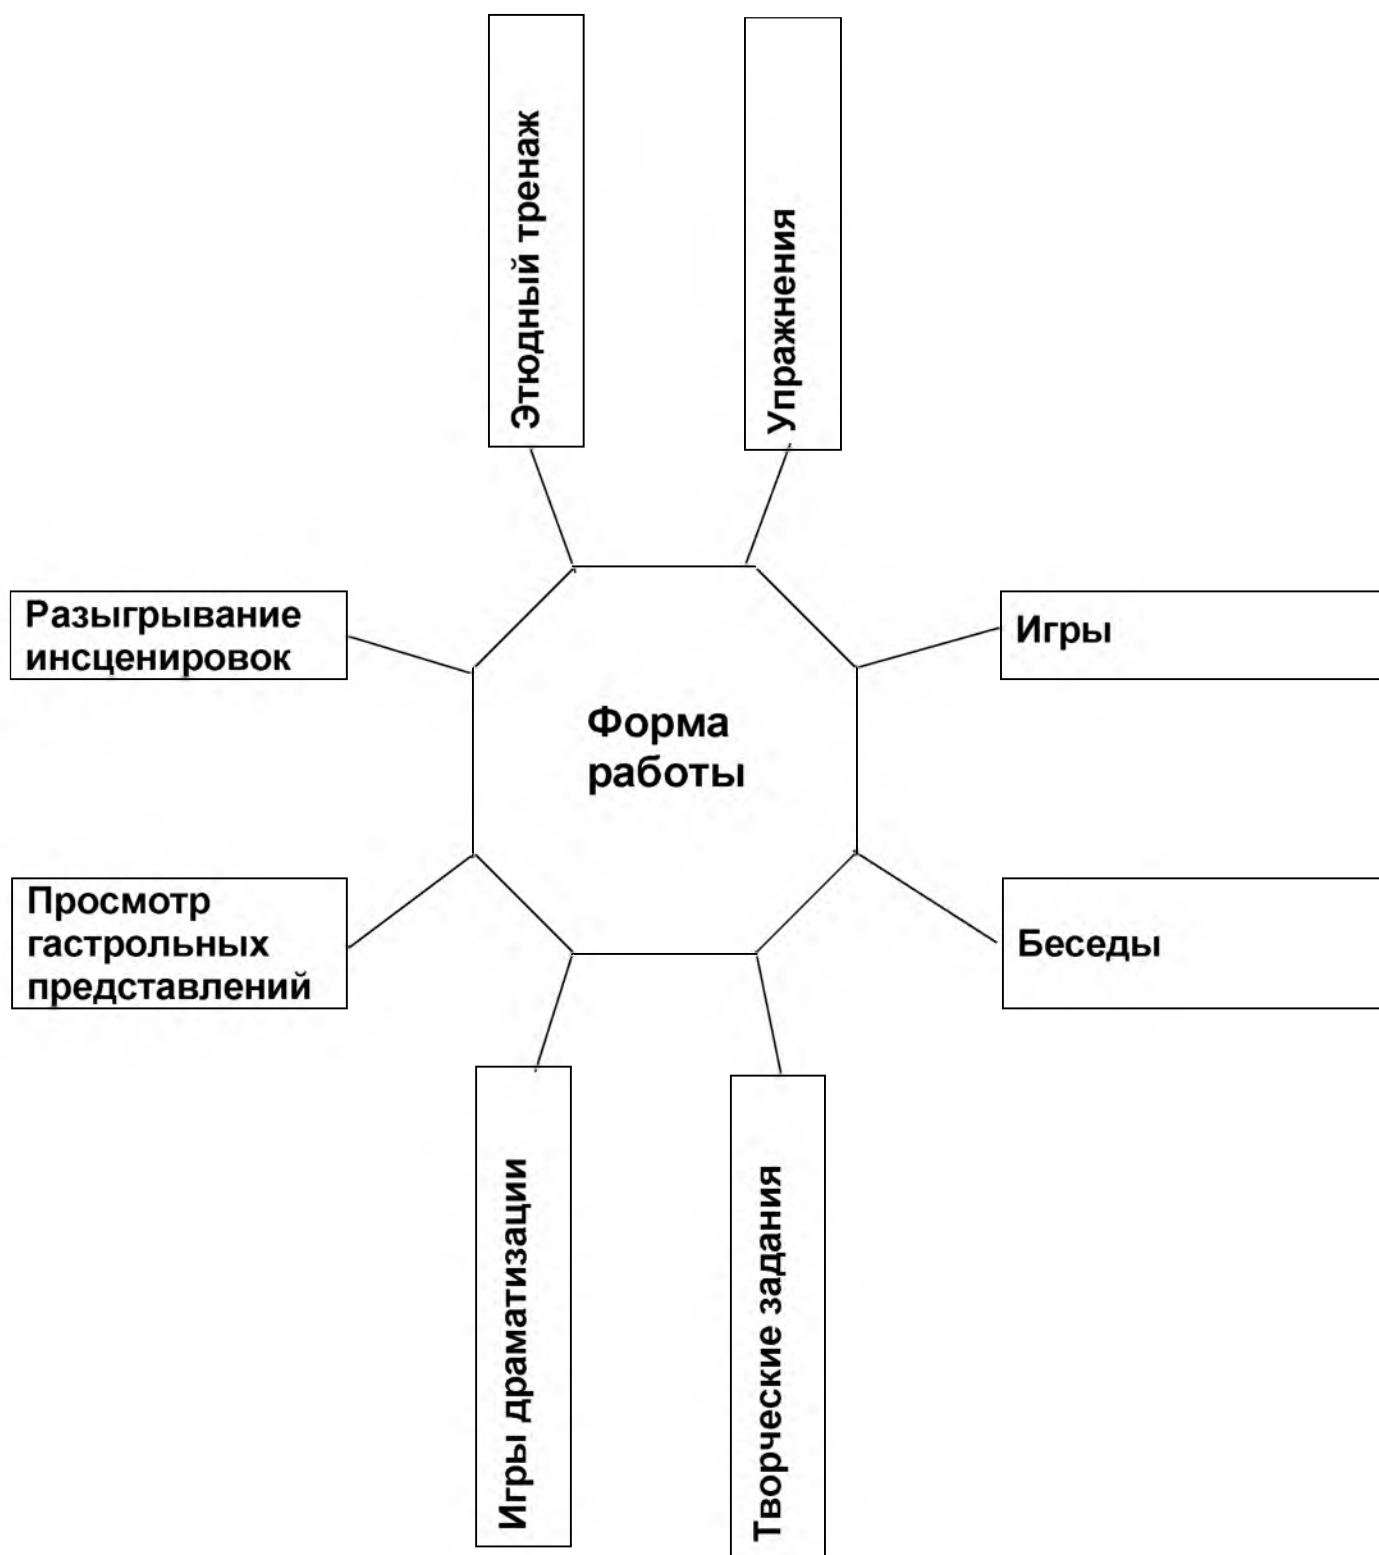 Этюдный тренаж
Упражнения
Разыгрывание
инсценировок
Игры
Форма
работы
Просмотр
гастрольных
представлений
Беседы
Игры драматизации
Творческие задания